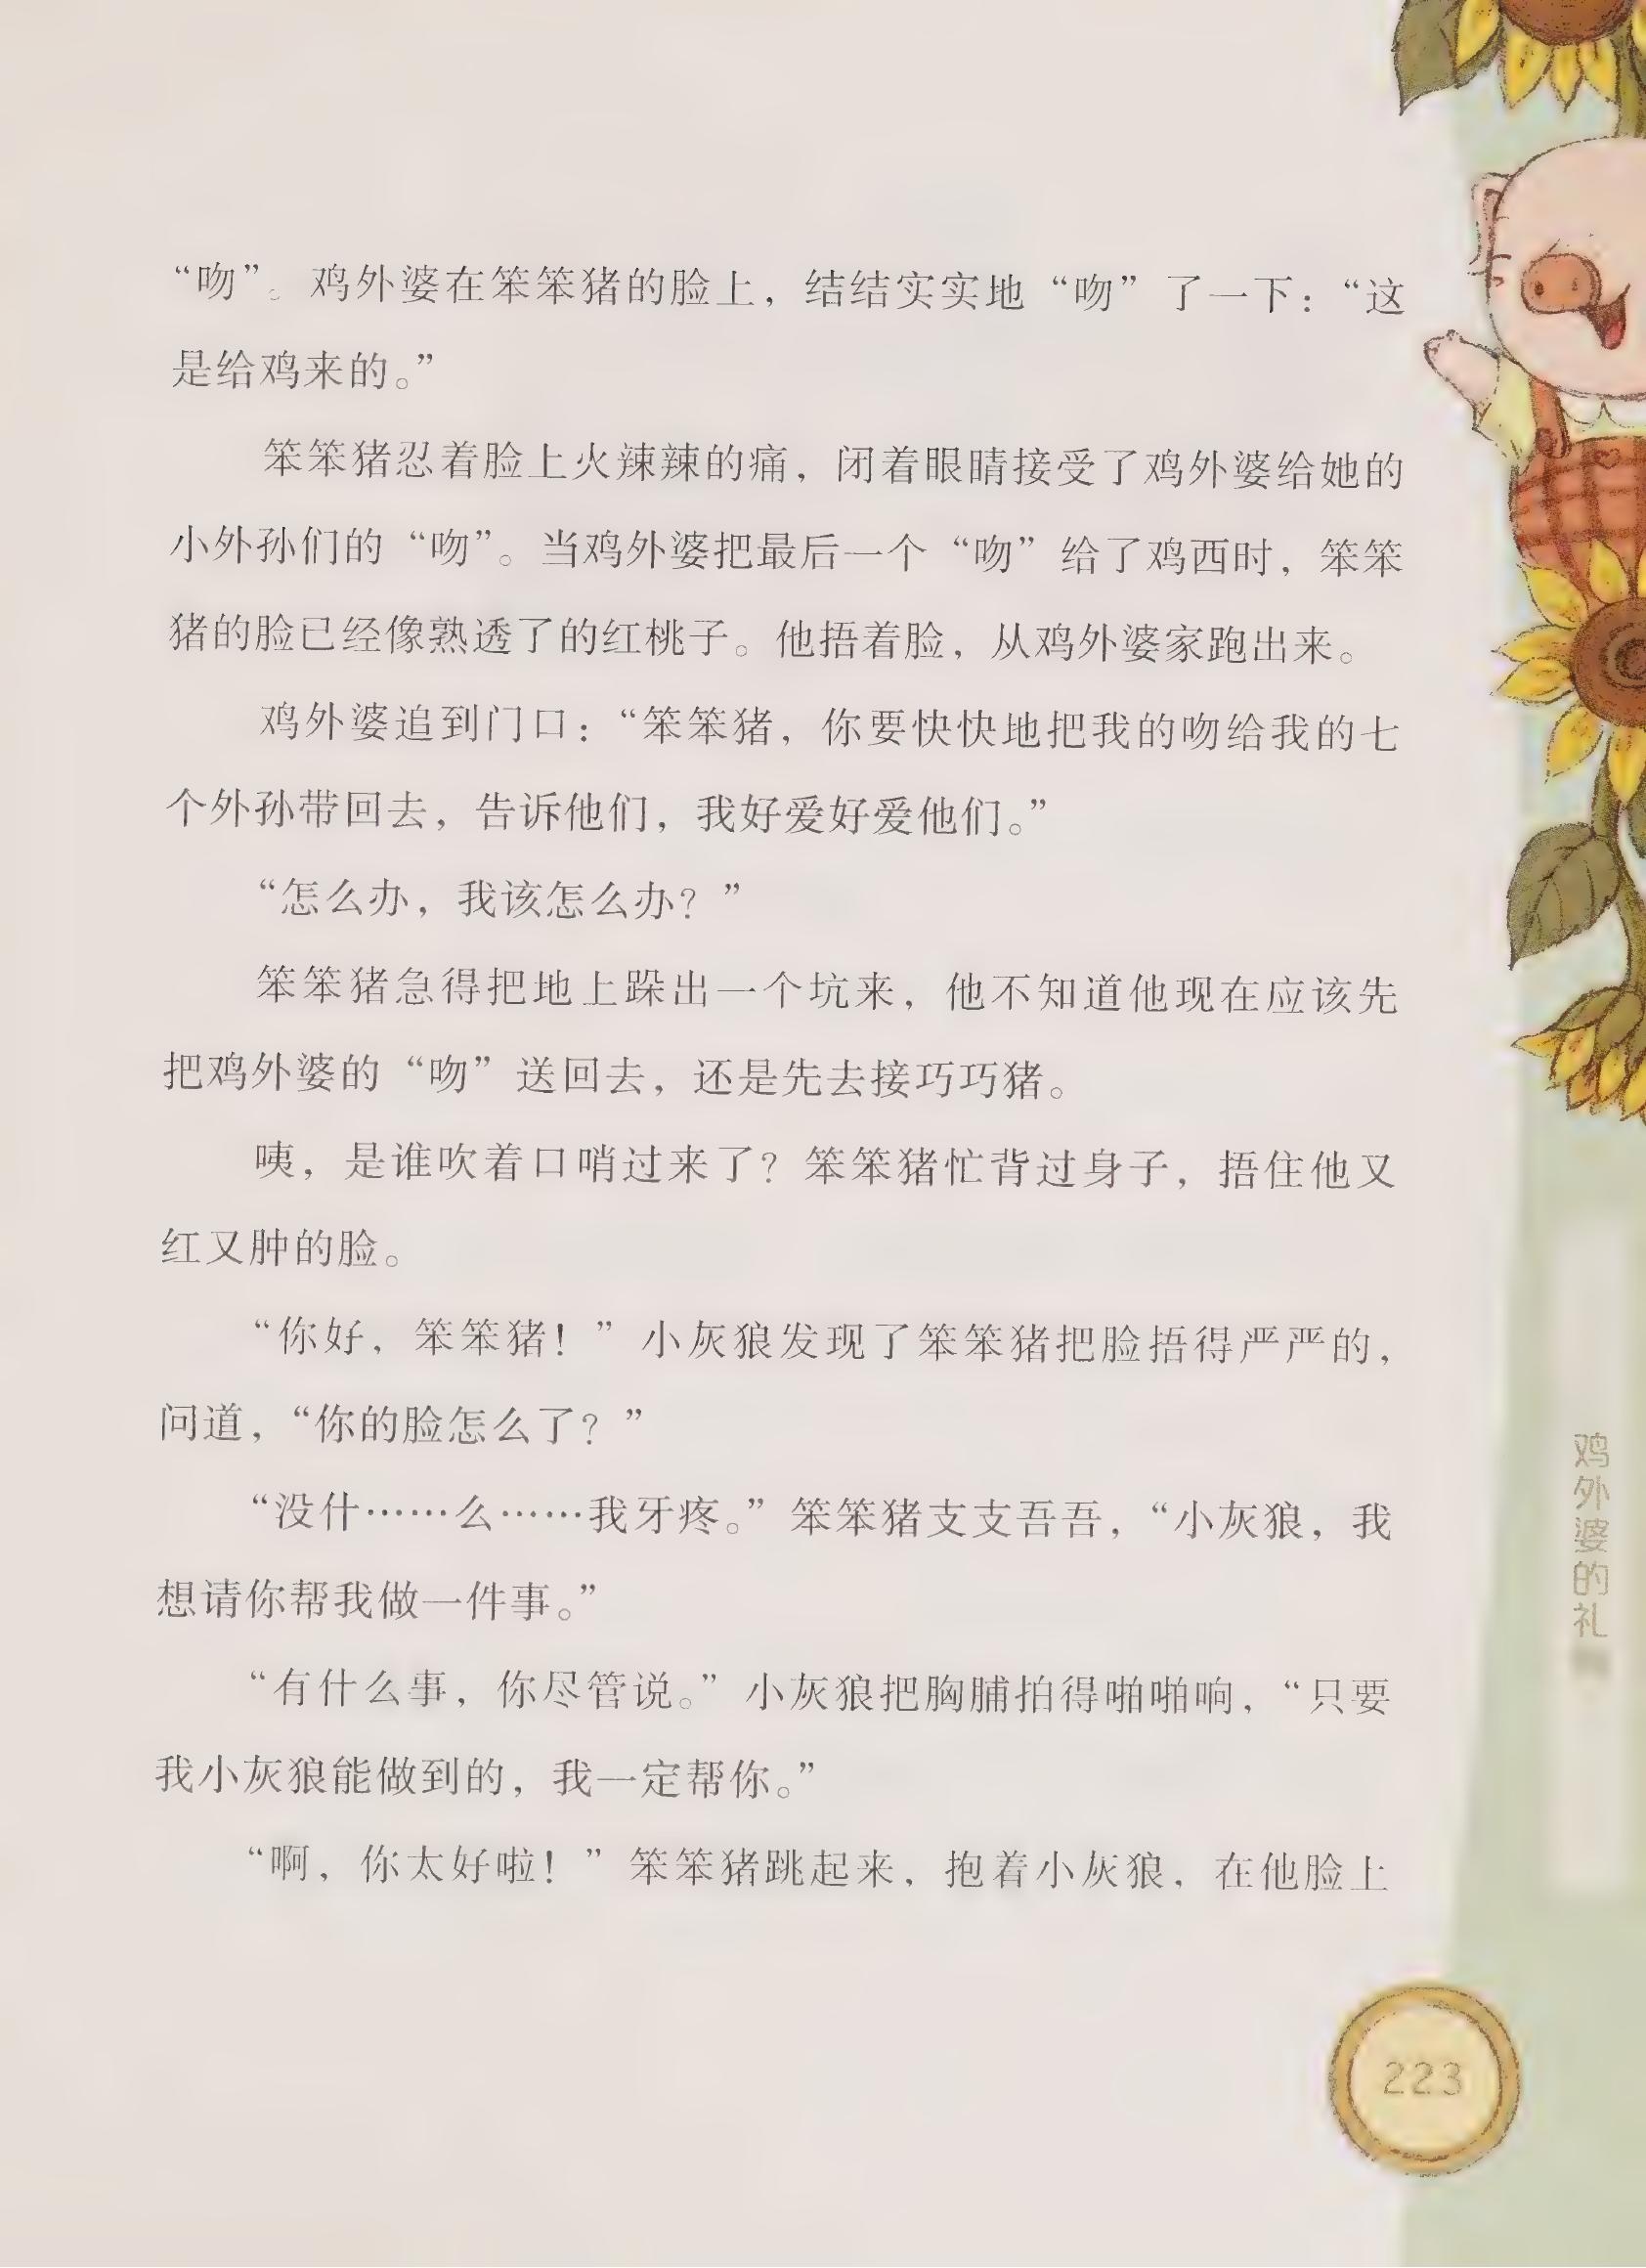 “吻”。鸡外婆在笨笨猪的脸上，结结实实地“吻”了一下：“这
是给鸡来的。”
笨笨猪忍着脸上火辣辣的痛，闭着眼睛接受了鸡外婆给她的
小外孙们的“吻”。当鸡外婆把最后一个“吻”给了鸡西时，笨笨
猪的脸已经像熟透了的红桃子。他捂着脸，从鸡外婆家跑出来。
鸡外婆追到门口：“笨笨猪，你要快快地把我的吻给我的七
个外孙带回去，告诉他们，我好爱好爱他们。”
“怎么办，我该怎么办？”
笨笨猪急得把地上跺出一个坑来，他不知道他现在应该先
把鸡外婆的“吻”送回去，还是先去接巧巧猪。
咦，是谁吹着口哨过来了？笨笨猪忙背过身子，捂住他又
红又肿的脸。
“你好，笨笨猪！”小灰狼发现了笨笨猪把脸捂得严严的，
问道，“你的脸怎么了？”
“没什……么……我牙疼。”笨笨猪支支吾吾，“小灰狼，我
想请你帮我做一件事。”
“有什么事，你尽管说。”小灰狼把胸脯拍得啪啪响，“只要
我小灰狼能做到的，我一定帮你。”
“啊，你太好啦！”笨笨猪跳起来，抱着小灰狼，在他脸上
鸡外婆的礼
223